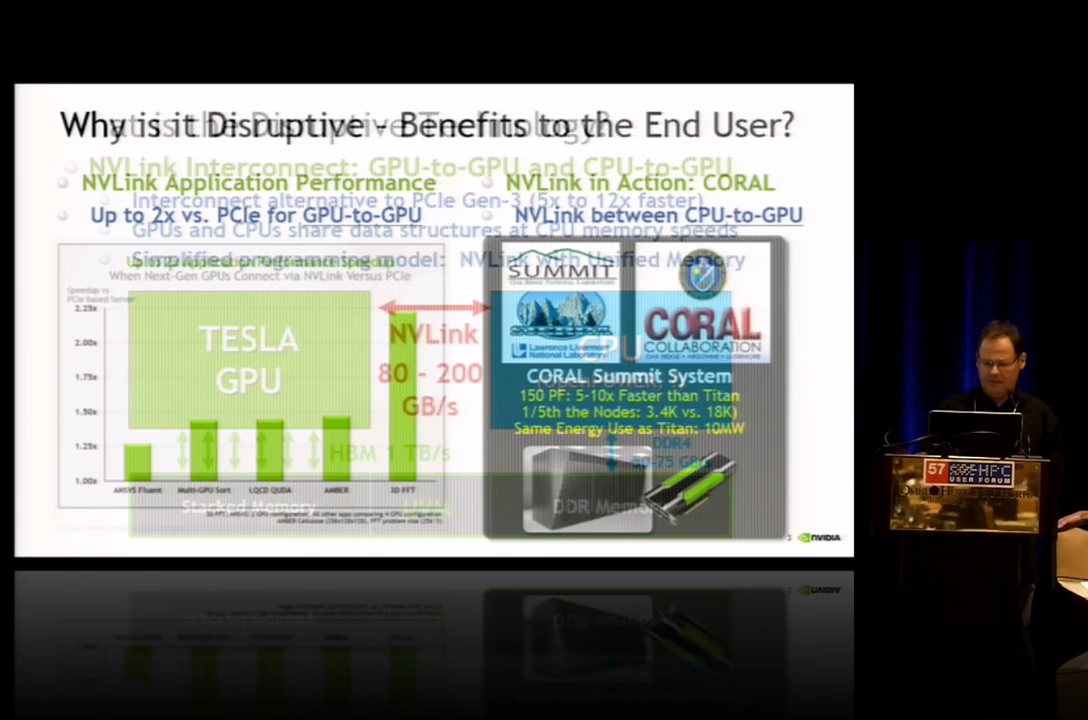 Why is it Disruptive – Benefits to the End User?
What is the Disruptive Technology?
NVLink Interconnect: GPU-to-GPU and CPU-to-GPU
NVLink Application Performance
NVLink in Action: CORAL
Interconnect alternative to PCIe Gen-3 (5x to 12x faster)
Up to 2x vs. PCIe for GPU-to-GPU
NVLink between CPU-to-GPU
GPUs and CPUs share data structures at CPU memory speeds
Simplified programming model: NVLink with Unified Memory
When Next-Gen GPUs Connect via NVLink Versus PCIe
Speedup vs
PCIe based Server
2.25x
2.00x
1.75x
1.50x
1.25x
1.00x
ANSYS Fluent
Multi-GPU Sort
LQCD QUDA
AMBER
3D FFT
TESLA
GPU
NVLink
80 - 200
GB/s
HBM 1 TB/s
Stacked Memory
SUMMIT
OAK RIDGE NATIONAL LABORATORY
Lawrence Livermore
National Laboratory
CORAL
COLLABORATION
OAK RIDGE • ARGONNE • LIVERMORE
CPU
CORAL Summit System
150 PF: 5-10x Faster than Titan
1/5th the Nodes: 3.4K vs. 18K)
Same Energy Use as Titan: 10MW
DDR4
DDR Memory
NVIDIA
57 HPC
USER FORUM